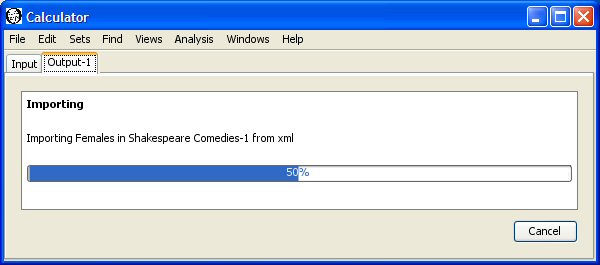 Calculator
File Edit Sets Find Views Analysis Windows Help
Input Output-1
Importing
Importing Females in Shakespeare Comedies-1 from xml
50%
Cancel